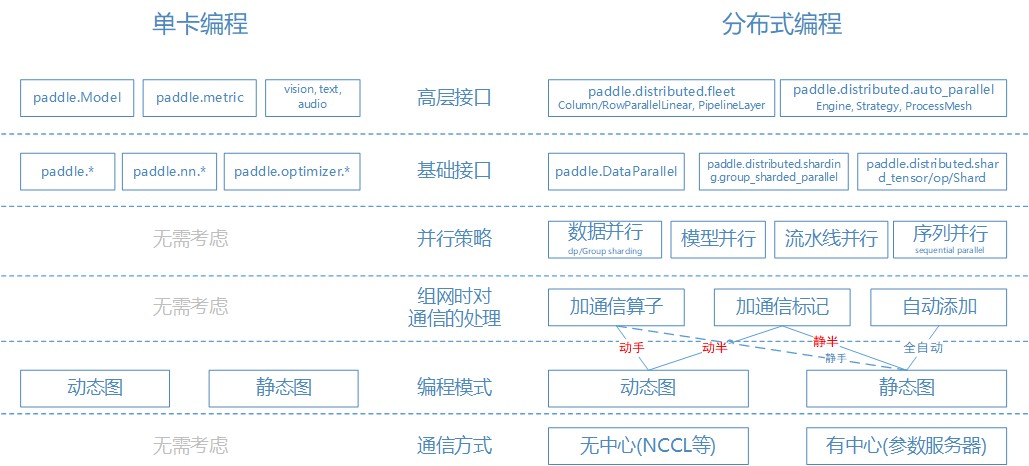 单卡编程
分布式编程
paddle.Model
paddle.metric
vision, text,
audio
高层接口
paddle.distributed.fleet
Column/RowParallelLinear, PipelineLayer
paddle.distributed.auto_parallel
Engine, Strategy, ProcessMesh
paddle.*
paddle.nn.*
paddle.optimizer.*
基础接口
paddle.DataParallel
paddle.distributed.shardin
g.group_sharded_parallel
paddle.distributed.shar
d_tensor/op/Shard
无需考虑
并行策略
数据并行
dp/Group sharding
模型并行
流水线并行
序列并行
sequential parallel
无需考虑
组网时对
通信的处理
加通信算子
加通信标记
自动添加
动手
动半
静半
静手
全自动
动态图
静态图
编程模式
动态图
静态图
无需考虑
通信方式
无中心(NCCL等)
有中心(参数服务器)